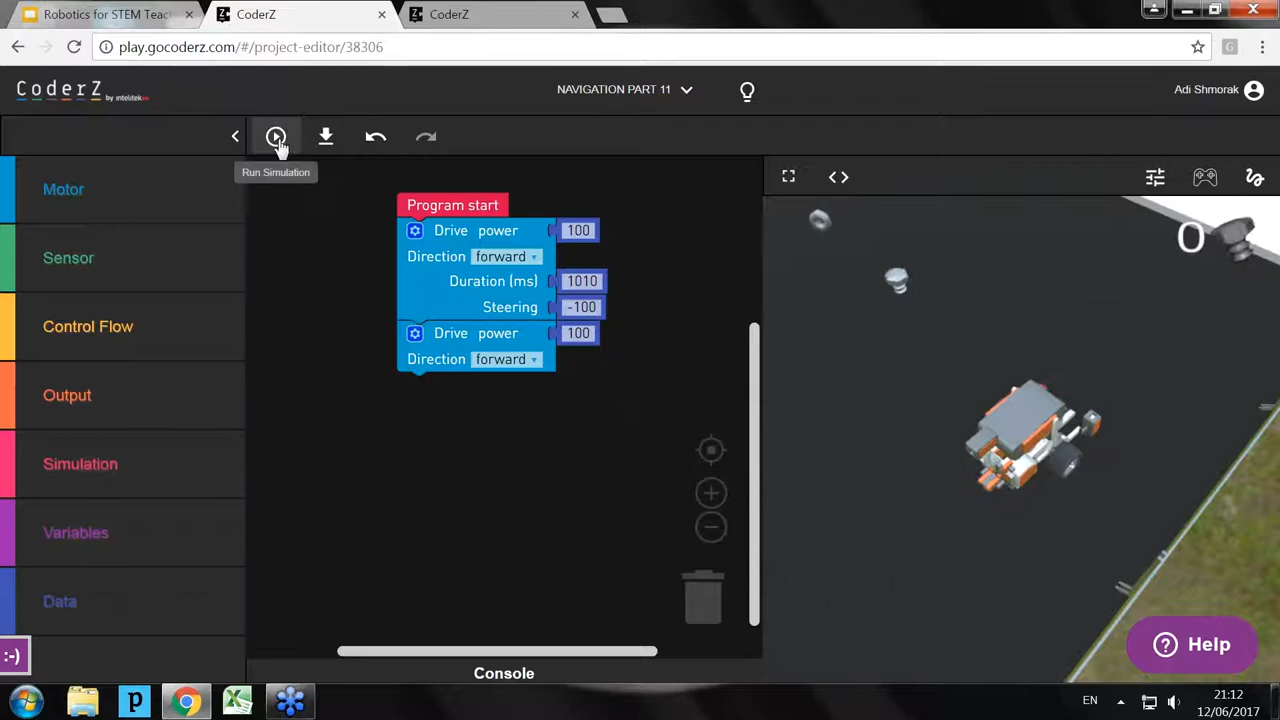 Robotics for STEM Teac
CoderZ
CoderZ
play.gocoderz.com/#/project-editor/38306
CoderZ
by intelitek
NAVIGATION PART 11
Adi Shmorak
Run Simulation
Motor
Sensor
Control Flow
Output
Simulation
Variables
Data
:-)
Program start
Drive power 100
Direction forward
Duration (ms) 1010
Steering -100
Drive power 100
Direction forward
Console
0
Help
EN
21:12
12/06/2017